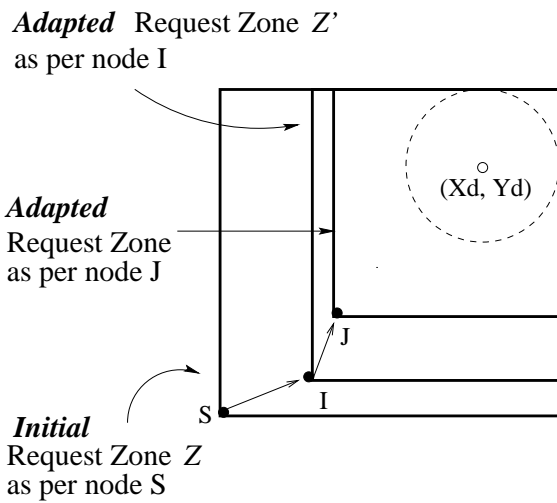 Adapted Request Zone Z'
as per node I
(Xd, Yd)
Adapted
Request Zone
as per node J
J
I
S
Initial
Request Zone Z
as per node S